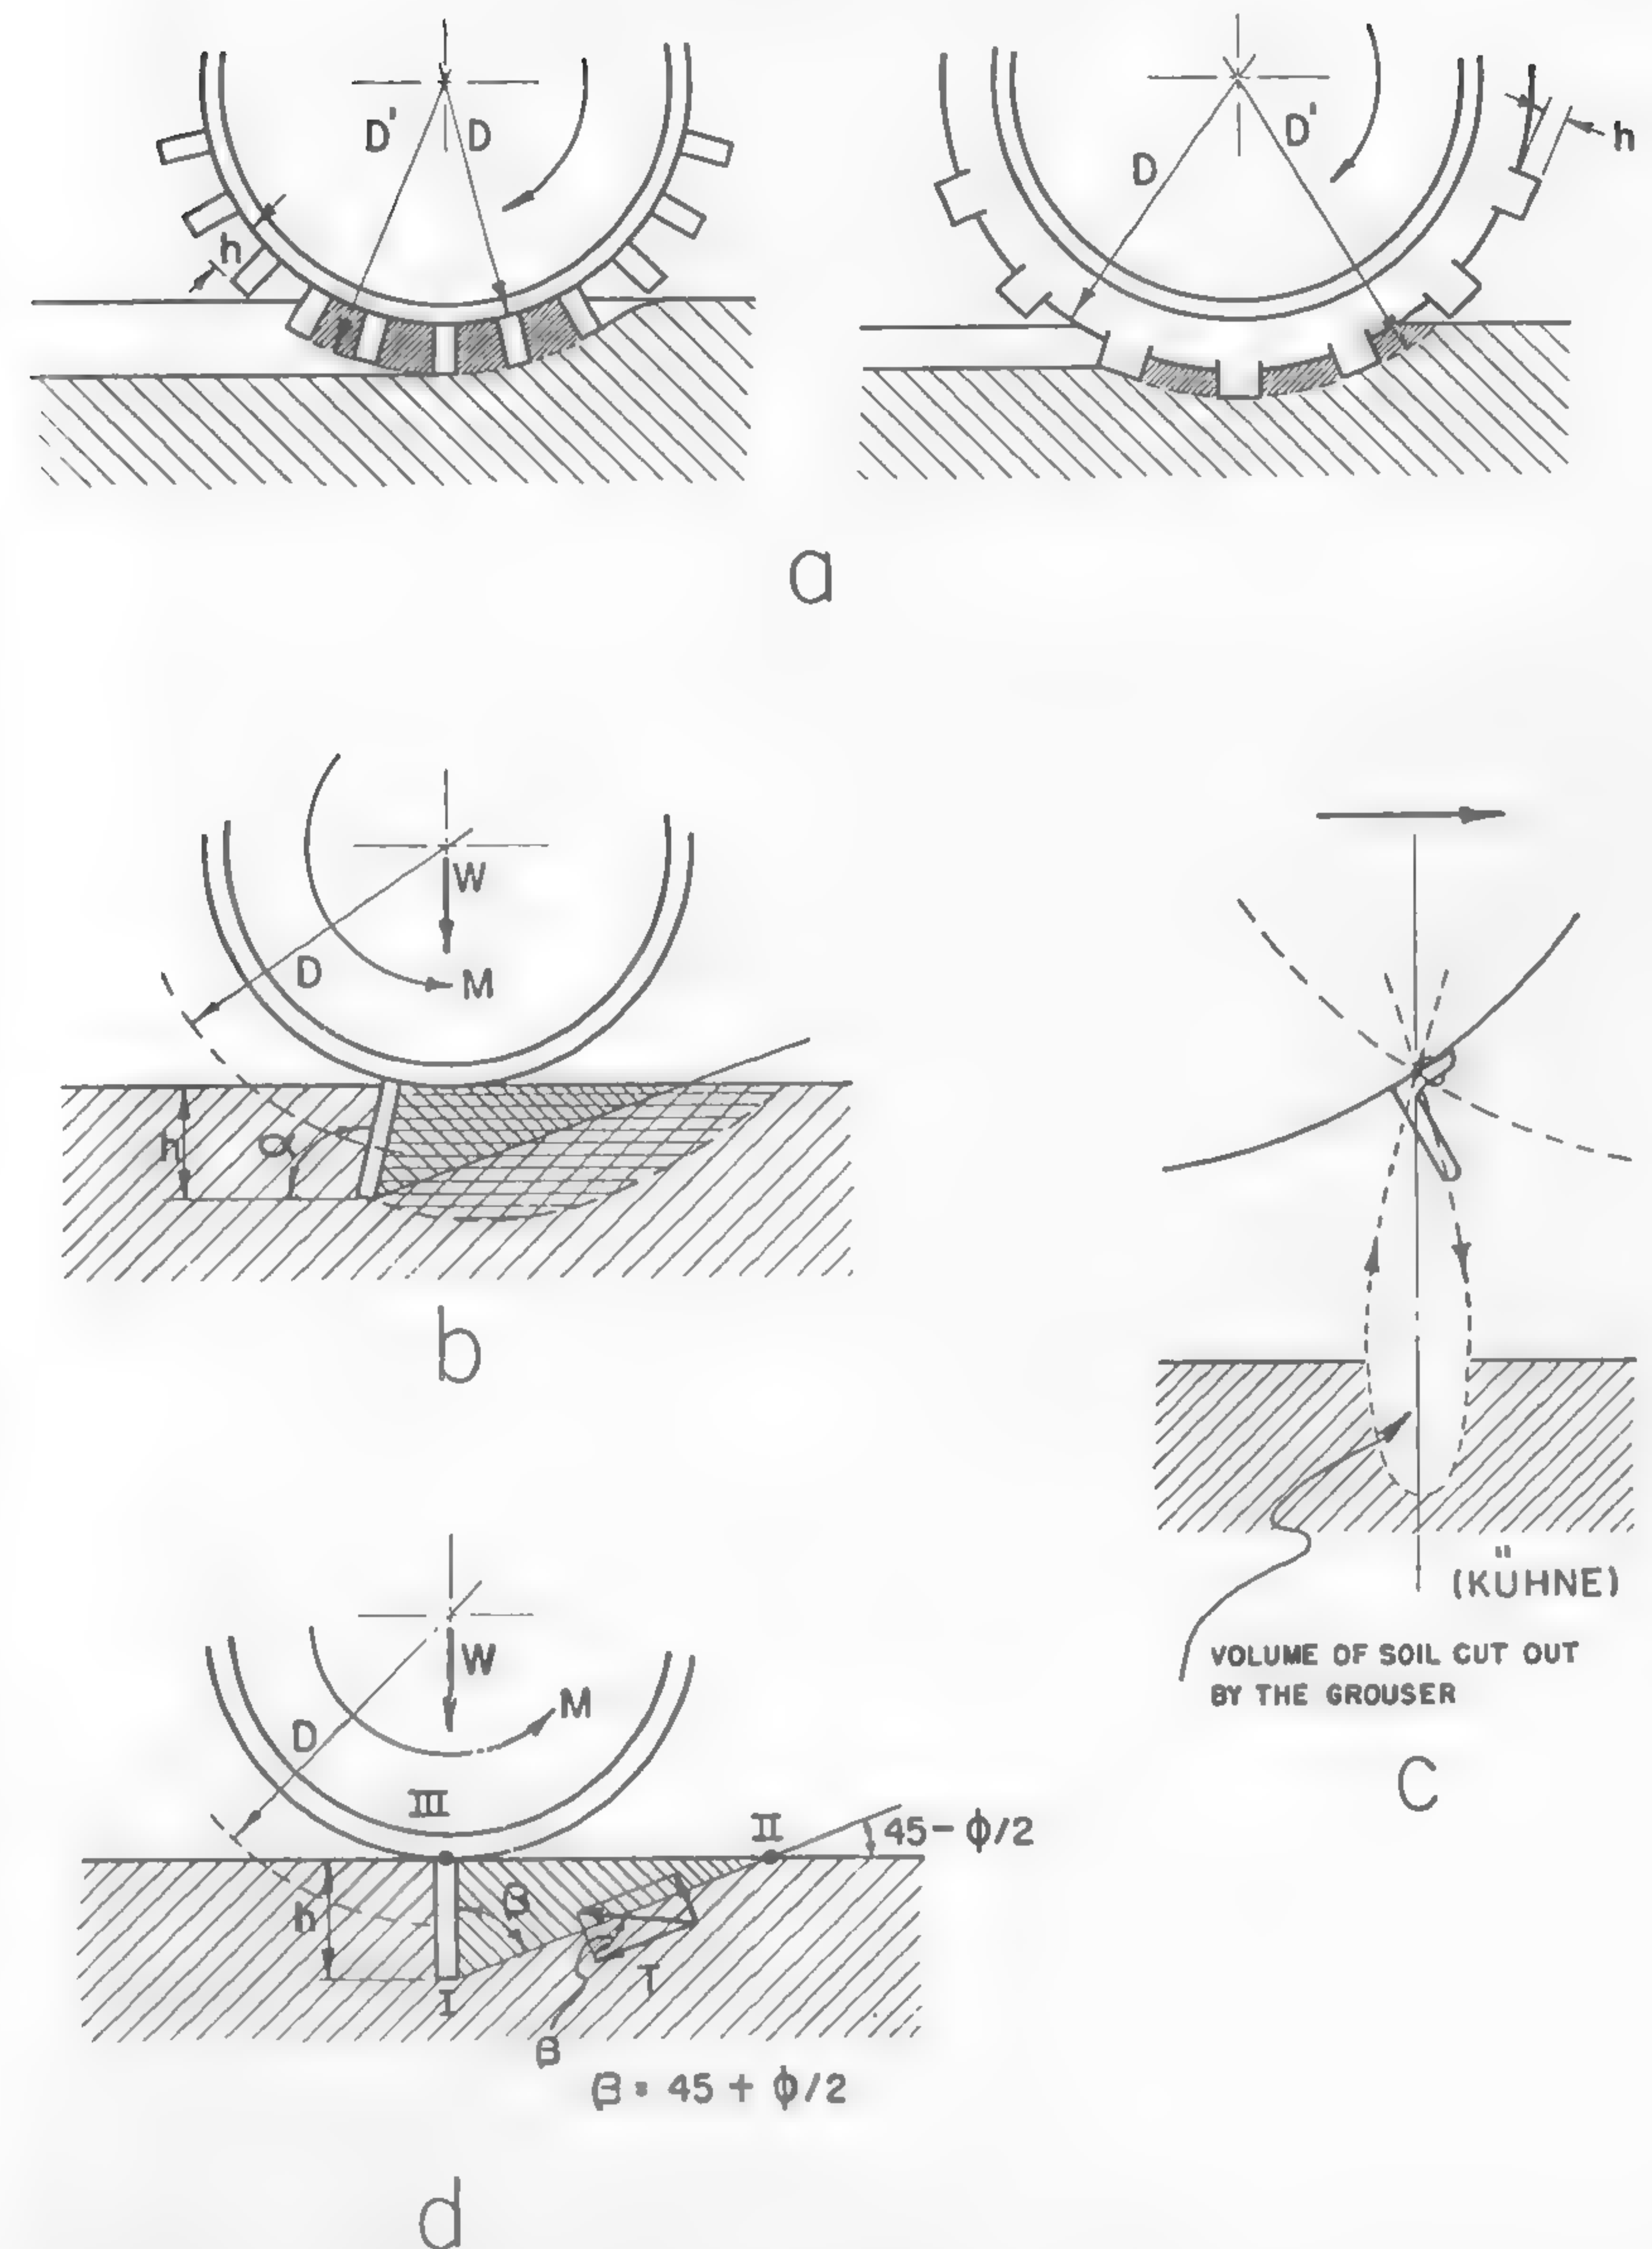 D' D
h
D D'
h
a
W
D
M
h α
b
(KÜHNE)
VOLUME OF SOIL CUT OUT
BY THE GROUSER
C
W
M
D
III
II
45-ϕ/2
h
β
T
I
β
β = 45 + ϕ/2
d